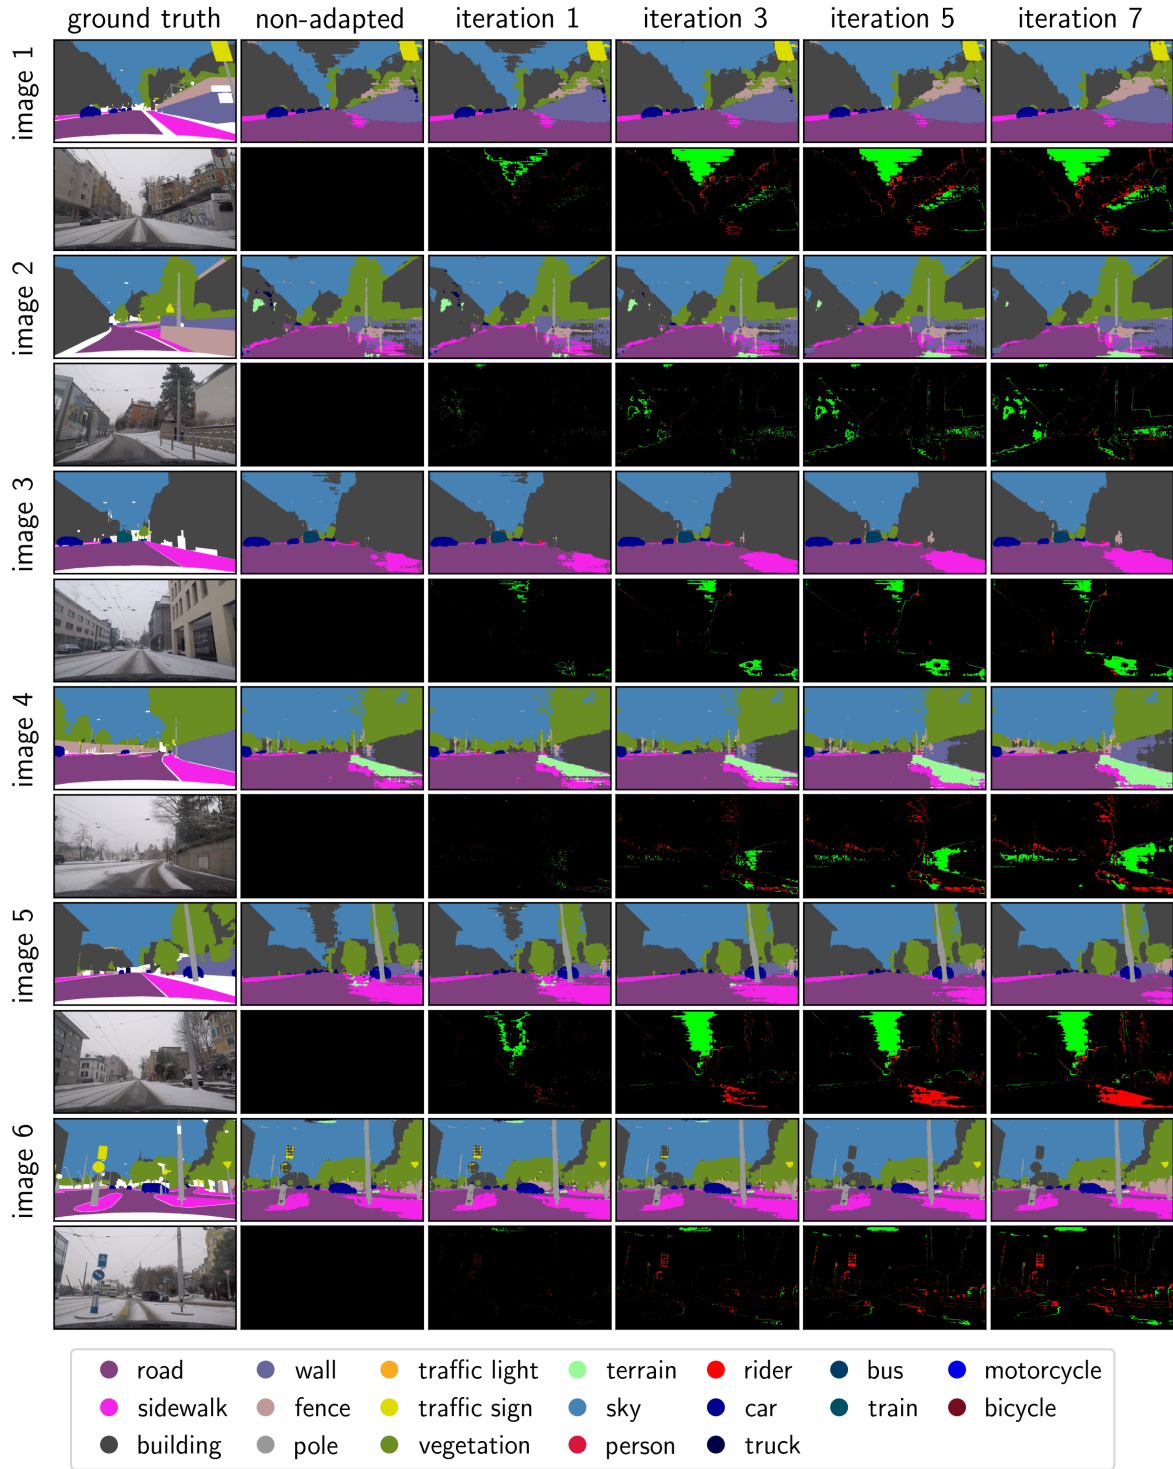 ground truth non-adapted iteration 1 iteration 3 iteration 5 iteration 7
image 1
image 2
image 3
image 4
image 5
image 6
road wall traffic light terrain rider bus motorcycle
sidewalk fence traffic sign sky car train bicycle
building pole vegetation person truck